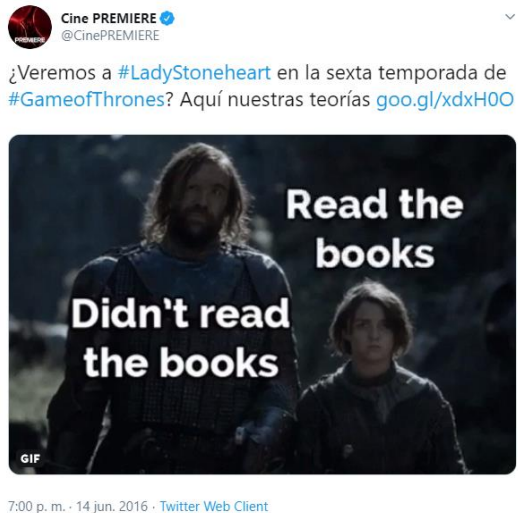 Cine PREMIERE
@CinePREMIERE
¿Veremos a #LadyStoneheart en la sexta temporada de
#GameofThrones? Aquí nuestras teorías goo.gl/xdxH0O
PREMIERE
Read the
books
Didn't read
the books
GIF
7:00 p. m. · 14 jun. 2016 · Twitter Web Client